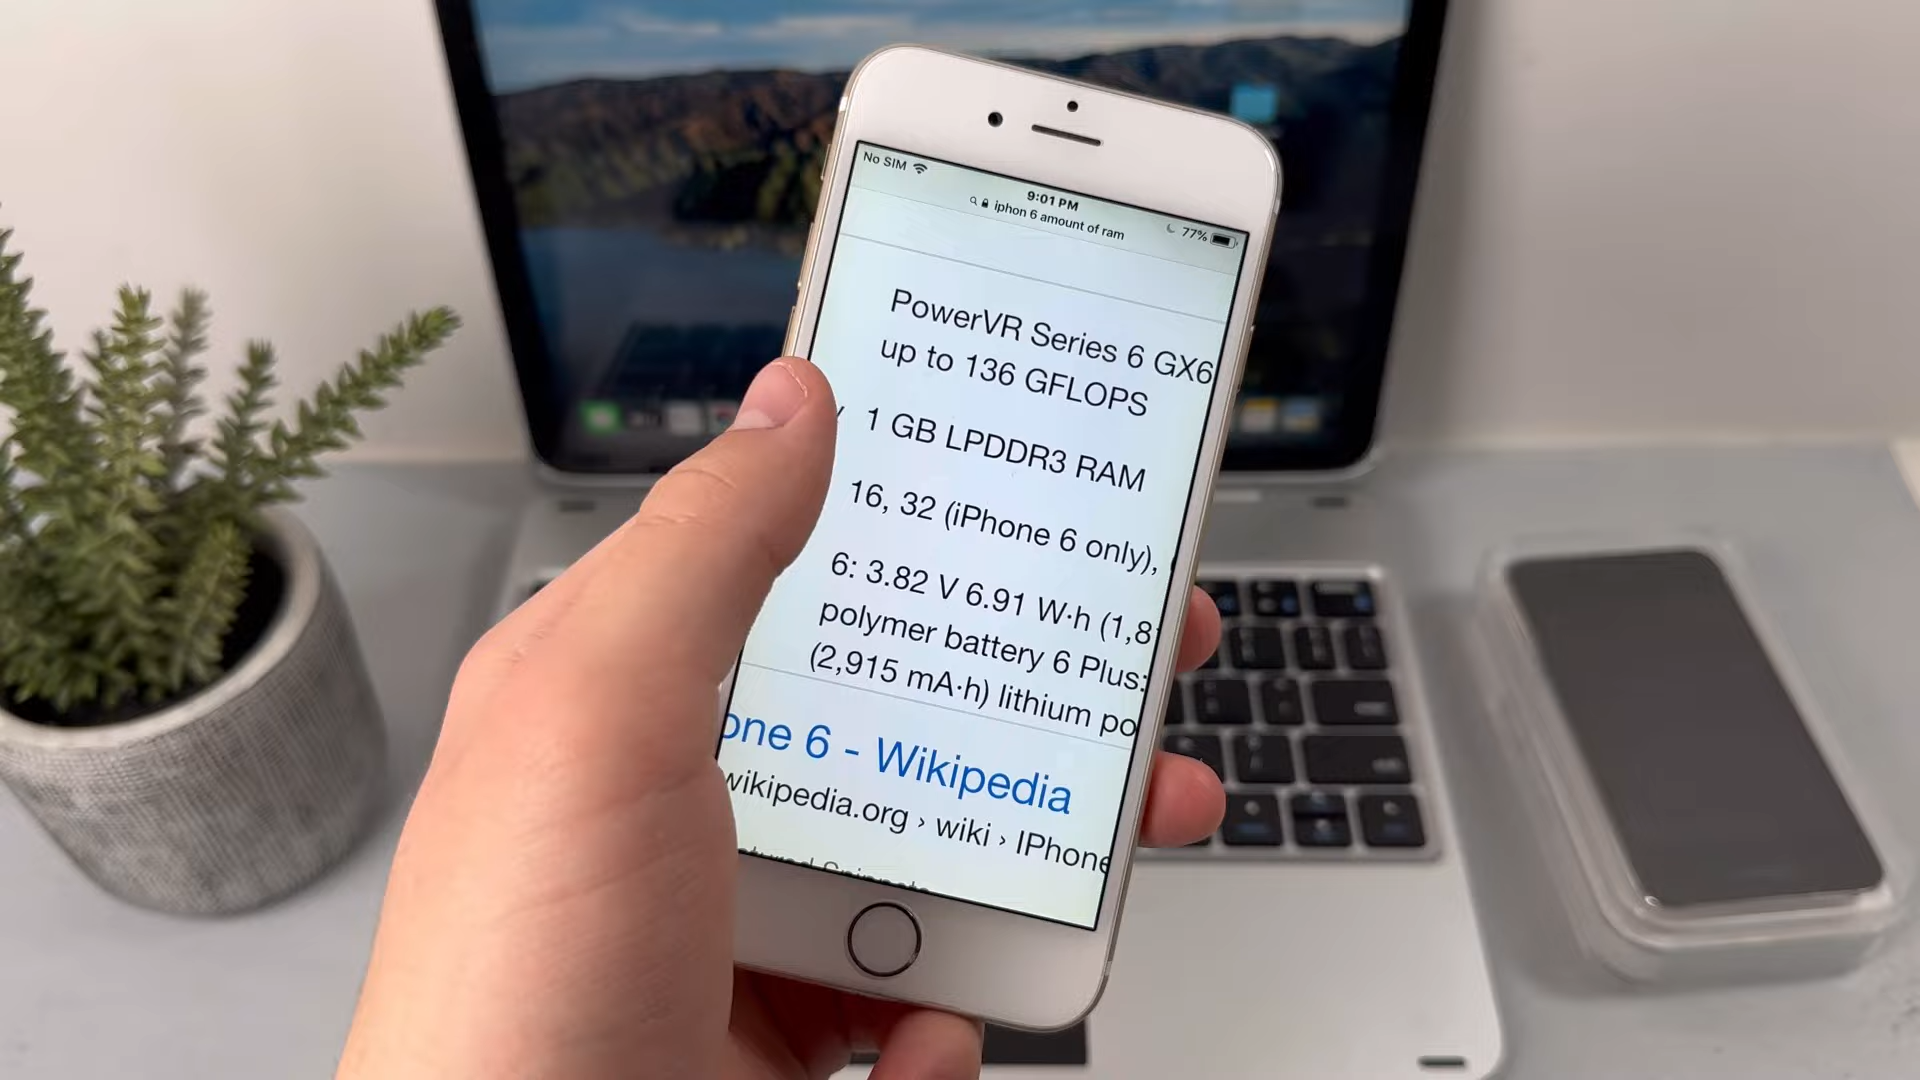 No SIM
9:01 PM
77%
iphon 6 amount of ram
PowerVR Series 6 GX6
up to 136 GFLOPS
1 GB LPDDR3 RAM
16, 32 (iPhone 6 only),
6: 3.82 V 6.91 W·h (1,8
polymer battery 6 Plus:
(2,915 mA·h) lithium po
one 6 - Wikipedia
wikipedia.org › wiki › IPhone